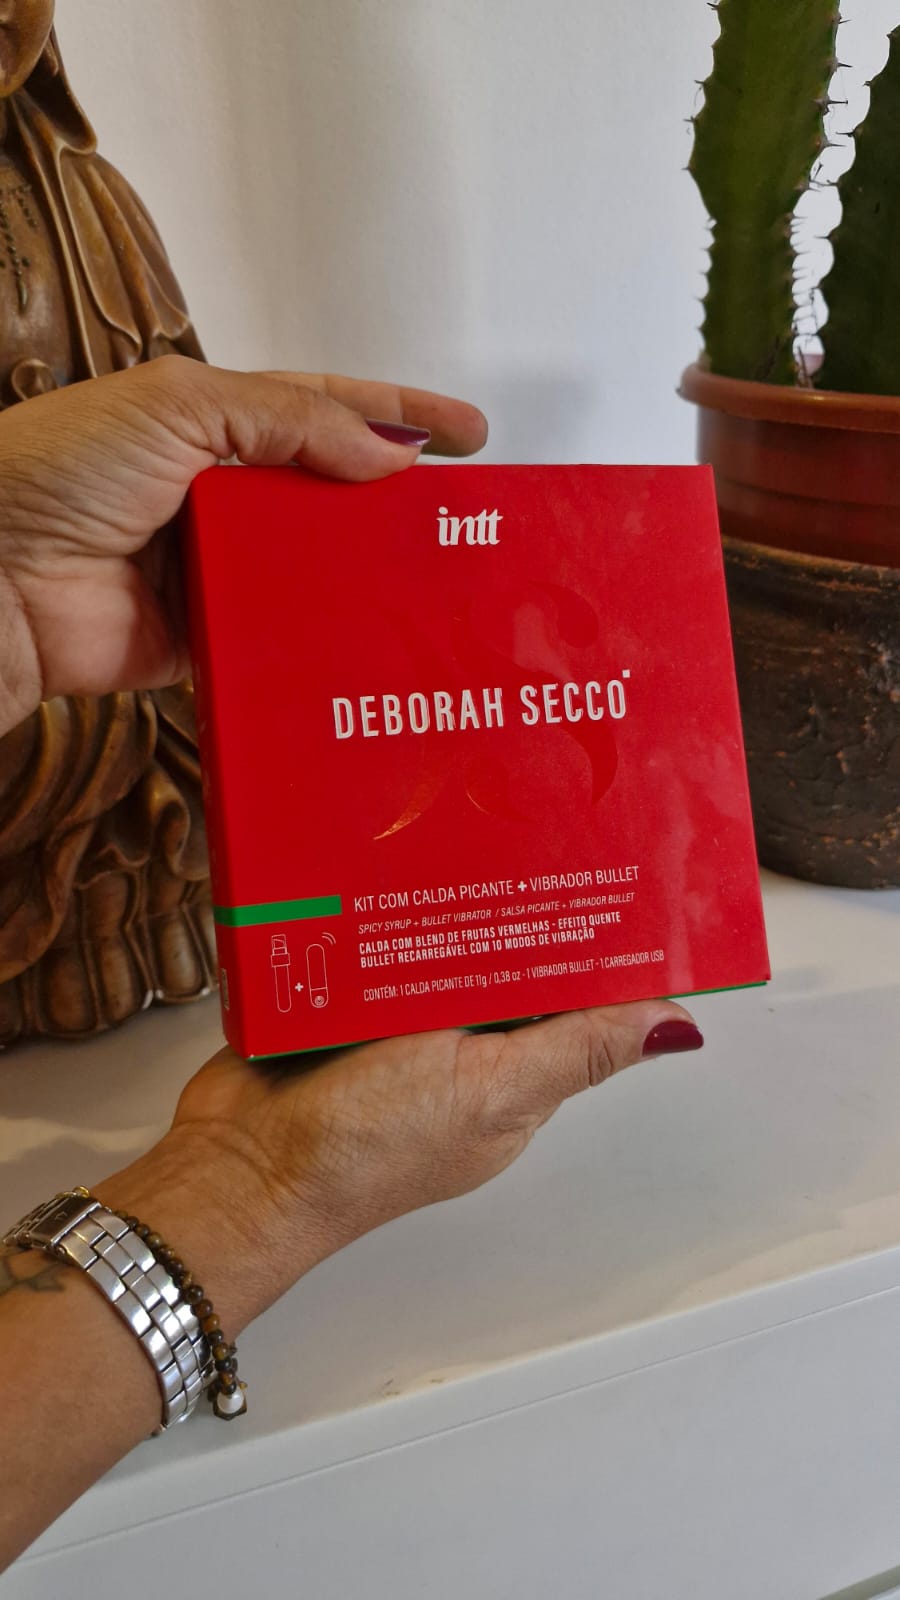 intt
DEBORAH SECCO
KIT COM CALDA PICANTE + VIBRADOR BULLET
SPICY SYRUP + BULLET VIBRATOR / SALSA PICANTE + VIBRADOR BULLET
CALDA COM BLEND DE FRUTAS VERMELHAS - EFEITO QUENTE
BULLET RECARREGÁVEL COM 10 MODOS DE VIBRAÇÃO
CONTÉM: 1 CALDA PICANTE DE 11g / 0,38 oz - 1 VIBRADOR BULLET - 1 CARREGADOR USB